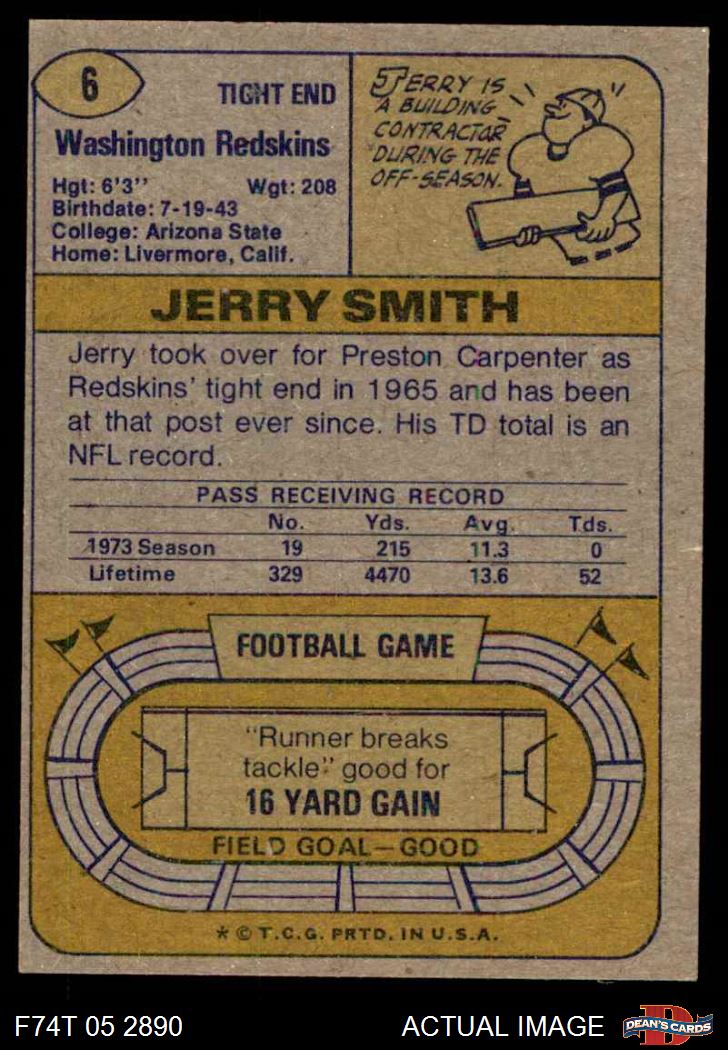 6
TIGHT END
Washington Redskins
Hgt: 6'3'' Wgt: 208
Birthdate: 7-19-43
College: Arizona State
Home: Livermore, Calif.
JERRY IS
A BUILDING
CONTRACTOR
DURING THE
OFF-SEASON.
JERRY SMITH
Jerry took over for Preston Carpenter as
Redskins' tight end in 1965 and has been
at that post ever since. His TD total is an
NFL record.
PASS RECEIVING RECORD
No. Yds. Avg. Tds.
1973 Season 19 215 11.3 0
Lifetime 329 4470 13.6 52
FOOTBALL GAME
"Runner breaks
tackle" good for
16 YARD GAIN
FIELD GOAL—GOOD
* © T.C.G. PRTD. IN U.S.A.
F74T 05 2890 ACTUAL IMAGE DEAN'S CARDS